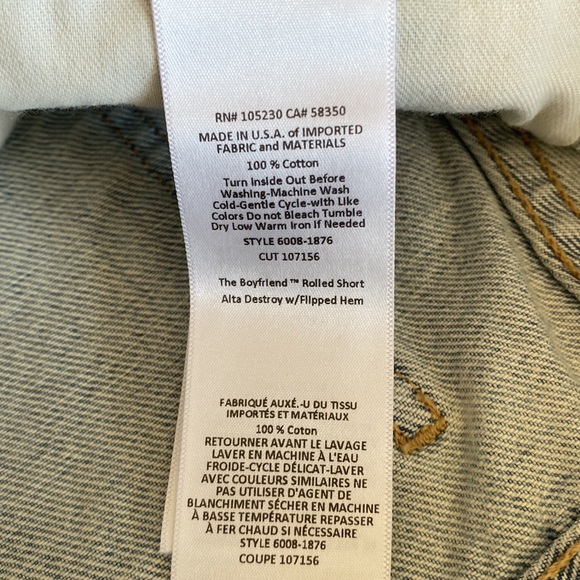 RN# 105230 CA# 58350
MADE IN U.S.A. of IMPORTED
FABRIC and MATERIALS
100 % Cotton
Turn Inside Out Before
Washing-Machine Wash
Cold-Gentle Cycle-with Like
Colors Do not Bleach Tumble
Dry Low Warm Iron If Needed
STYLE 6008-1876
CUT 107156
The Boyfriend ™ Rolled Short
Alta Destroy w/Flipped Hem
FABRIQUÉ AUXÉ.-U DU TISSU
IMPORTÉS ET MATÉRIAUX
100 % Coton
RETOURNER AVANT LE LAVAGE
LAVER EN MACHINE À L'EAU
FROIDE-CYCLE DÉLICAT-LAVER
AVEC COULEURS SIMILAIRES NE
PAS UTILISER D'AGENT DE
BLANCHIMENT SÉCHER EN MACHINE
À BASSE TEMPÉRATURE REPASSER
À FER CHAUD SI NÉCESSAIRE
STYLE 6008-1876
COUPE 107156